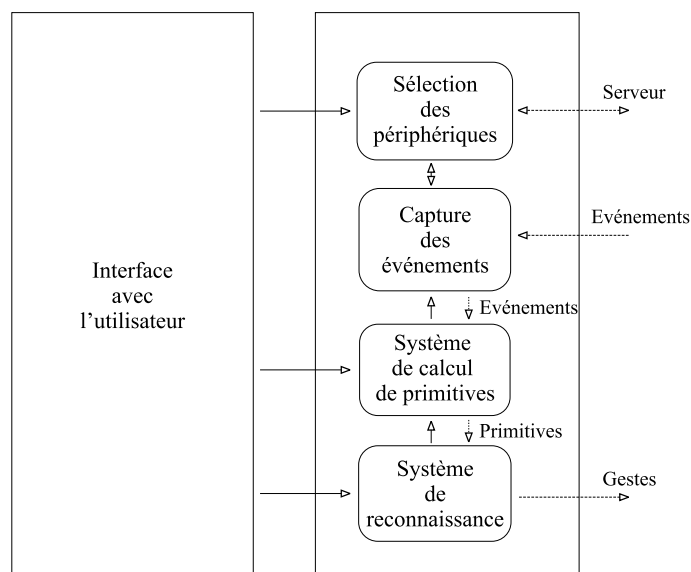 Sélection
des
périphériques
Serveur
Capture
des
événements
Evénements
Interface
avec
l’utilisateur
Evénements
Système
de calcul
de primitives
Primitives
Système
de
reconnaissance
Gestes